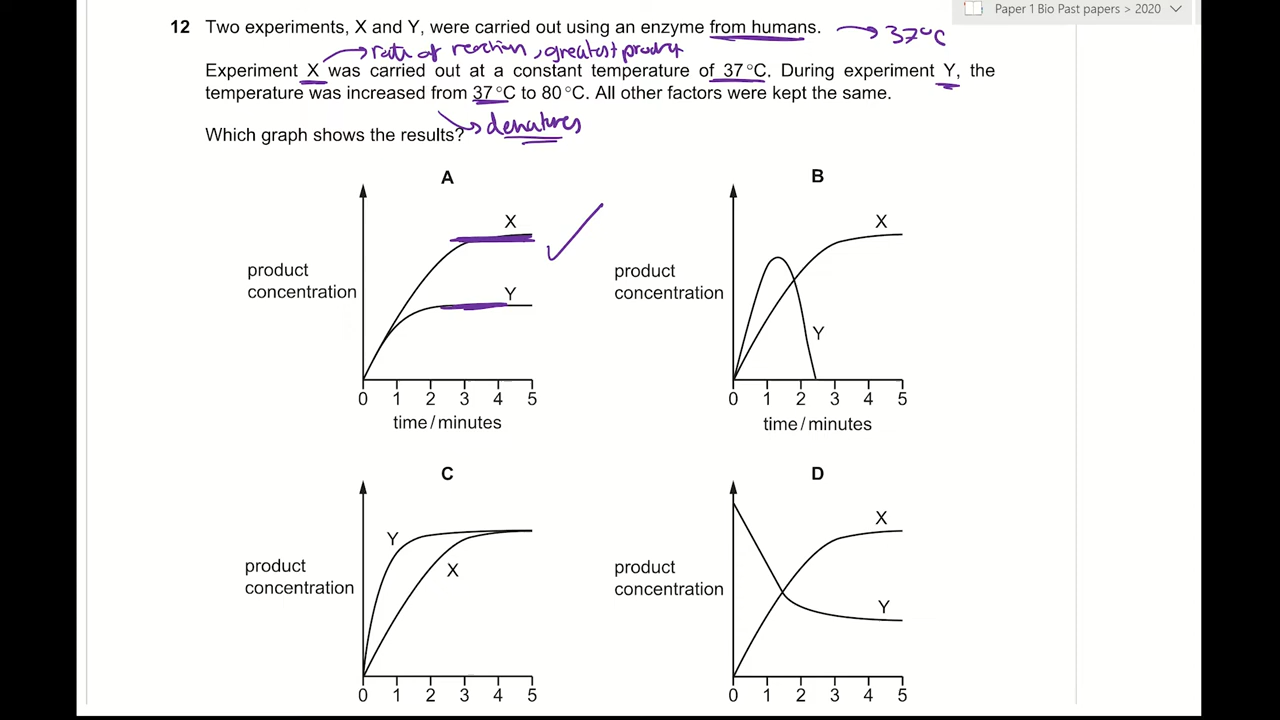 Paper 1 Bio Past papers > 2020
12 Two experiments, X and Y, were carried out using an enzyme from humans. → 37°C
→ rate of reaction, greatest product
Experiment X was carried out at a constant temperature of 37 °C. During experiment Y, the
temperature was increased from 37 °C to 80 °C. All other factors were kept the same.
→ denatures
Which graph shows the results?
A
product
concentration
X
Y
0 1 2 3 4 5
time / minutes
B
product
concentration
X
Y
0 1 2 3 4 5
time / minutes
C
product
concentration
Y
X
0 1 2 3 4 5
D
product
concentration
X
Y
0 1 2 3 4 5